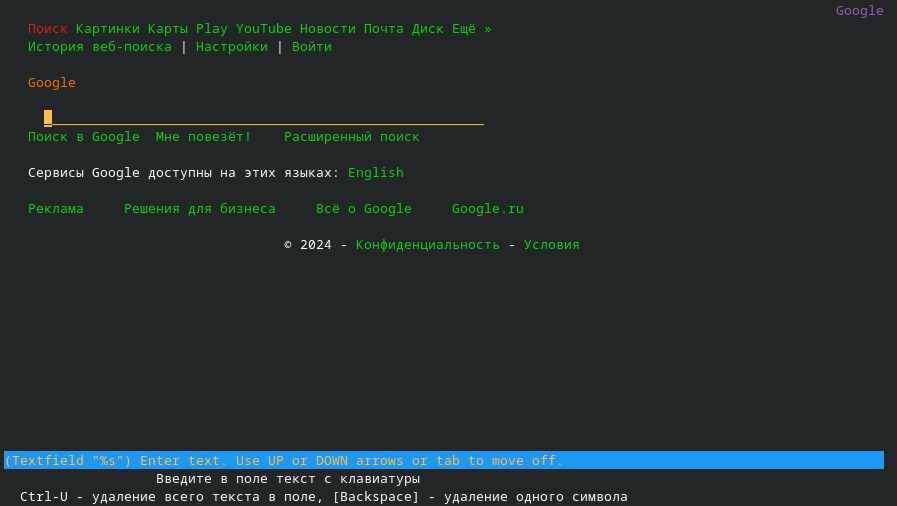 Google
Поиск Картинки Карты Play YouTube Новости Почта Диск Ещё »
История веб-поиска | Настройки | Войти
Google
Поиск в Google Мне повезёт! Расширенный поиск
Сервисы Google доступны на этих языках: English
Реклама Решения для бизнеса Всё о Google Google.ru
© 2024 - Конфиденциальность - Условия
(Textfield "%s") Enter text. Use UP or DOWN arrows or tab to move off.
Введите в поле текст с клавиатуры
Ctrl-U - удаление всего текста в поле, [Backspace] - удаление одного символа